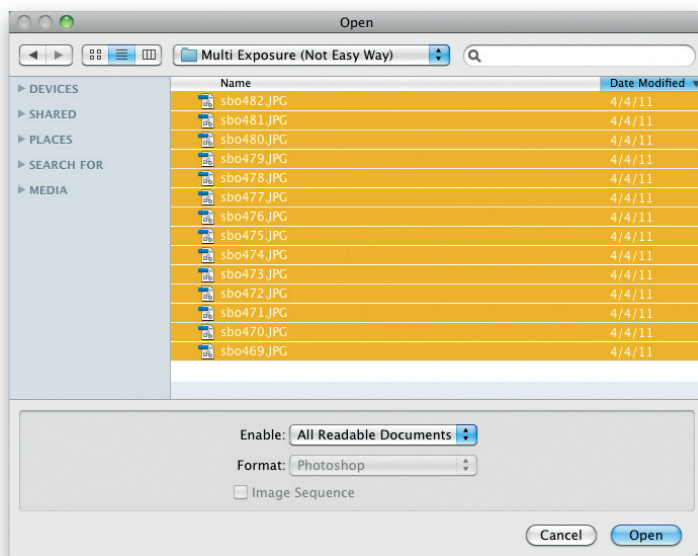 Open
Multi Exposure (Not Easy Way)
DEVICES
SHARED
PLACES
SEARCH FOR
MEDIA
Name Date Modified
sbo482.JPG 4/4/11
sbo481.JPG 4/4/11
sbo480.JPG 4/4/11
sbo479.JPG 4/4/11
sbo478.JPG 4/4/11
sbo477.JPG 4/4/11
sbo476.JPG 4/4/11
sbo475.JPG 4/4/11
sbo474.JPG 4/4/11
sbo473.JPG 4/4/11
sbo472.JPG 4/4/11
sbo471.JPG 4/4/11
sbo470.JPG 4/4/11
sbo469.JPG 4/4/11
Enable: All Readable Documents
Format: Photoshop
Image Sequence
Cancel Open